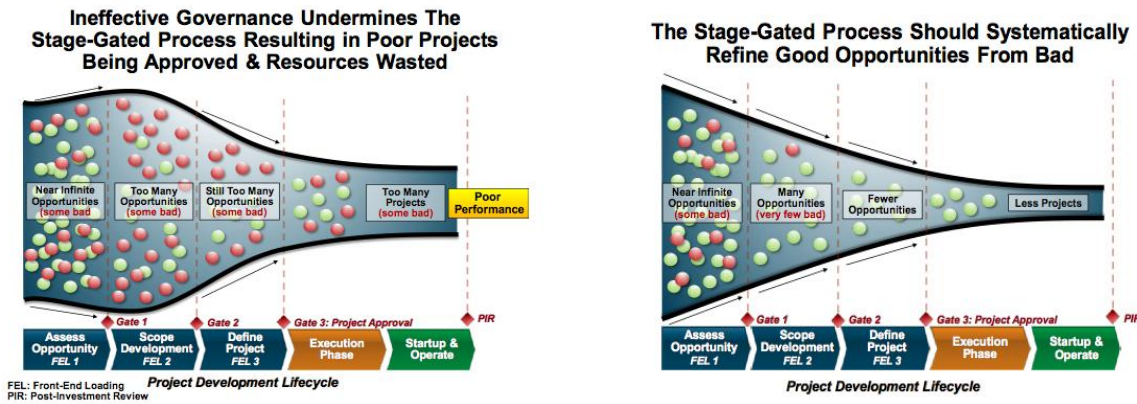 Ineffective Governance Undermines The
Stage-Gated Process Resulting in Poor Projects
Being Approved & Resources Wasted
Near Infinite
Opportunities
(some bad)
Too Many
Opportunities
(some bad)
Still Too Many
Opportunities
(some bad)
Too Many
Projects
(some bad)
Poor
Performance
Gate 1
Gate 2
Gate 3: Project Approval
PIR
Assess
Opportunity
FEL 1
Scope
Development
FEL 2
Define
Project
FEL 3
Execution
Phase
Startup &
Operate
Project Development Lifecycle
FEL: Front-End Loading
PIR: Post-Investment Review
The Stage-Gated Process Should Systematically
Refine Good Opportunities From Bad
Near Infinite
Opportunities
(some bad)
Many
Opportunities
(very few bad)
Fewer
Opportunities
Less Projects
Gate 1
Gate 2
Gate 3: Project Approval
PIR
Assess
Opportunity
FEL 1
Scope
Development
FEL 2
Define
Project
FEL 3
Execution
Phase
Startup &
Operate
Project Development Lifecycle